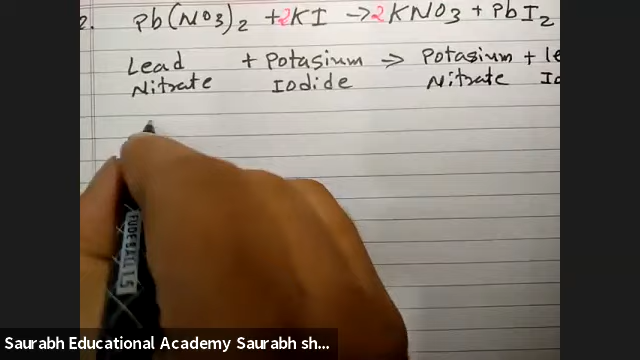 2. Pb(NO3)2 + 2KI → 2KNO3 + PbI2
Lead + Potasium → Potasium + le
Nitrate Iodide Nitrate Io
Saurabh Educational Academy Saurabh sh...